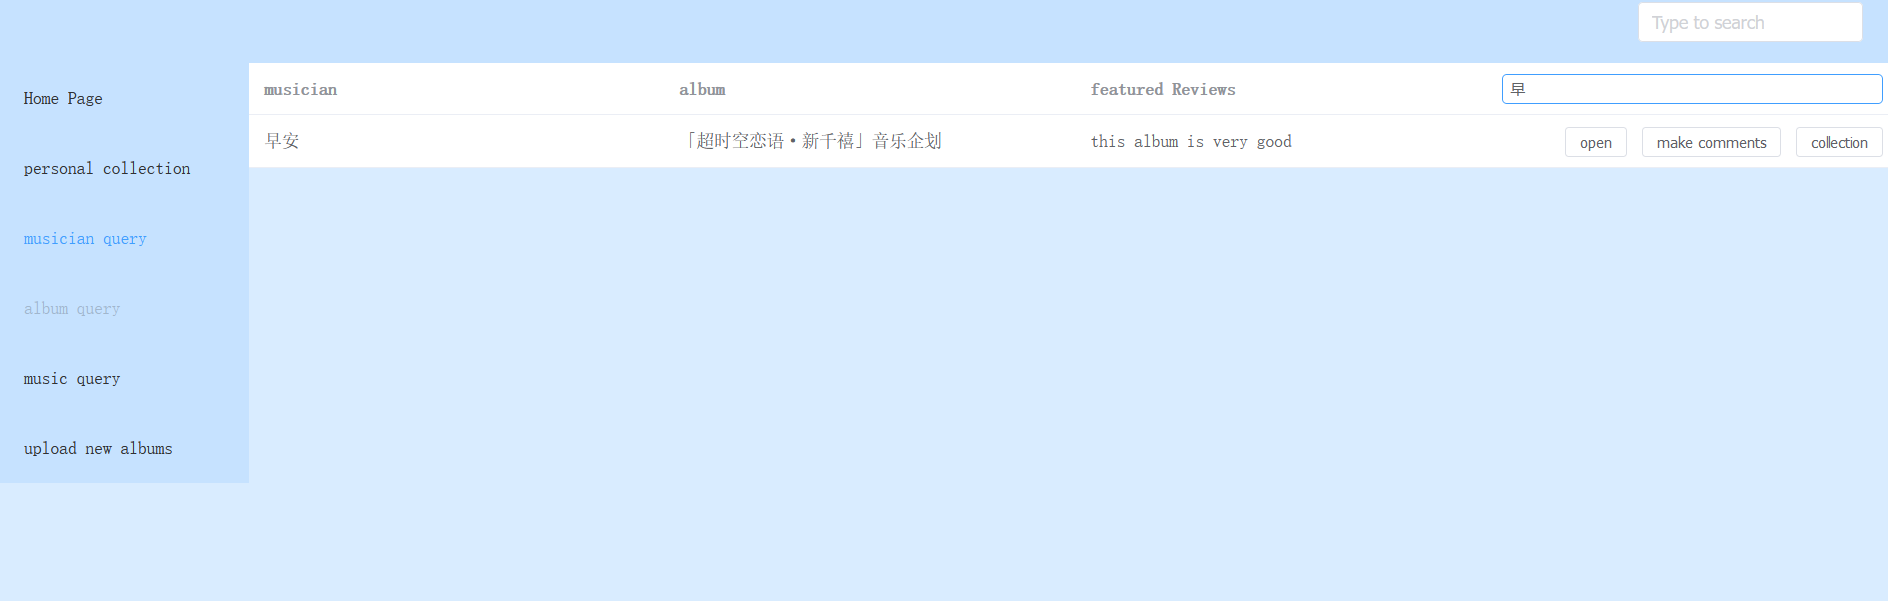 Type to search
musician album featured Reviews 早
早安 「超时空恋语·新千禧」音乐企划 this album is very good open make comments collection
Home Page
personal collection
musician query
album query
music query
upload new albums